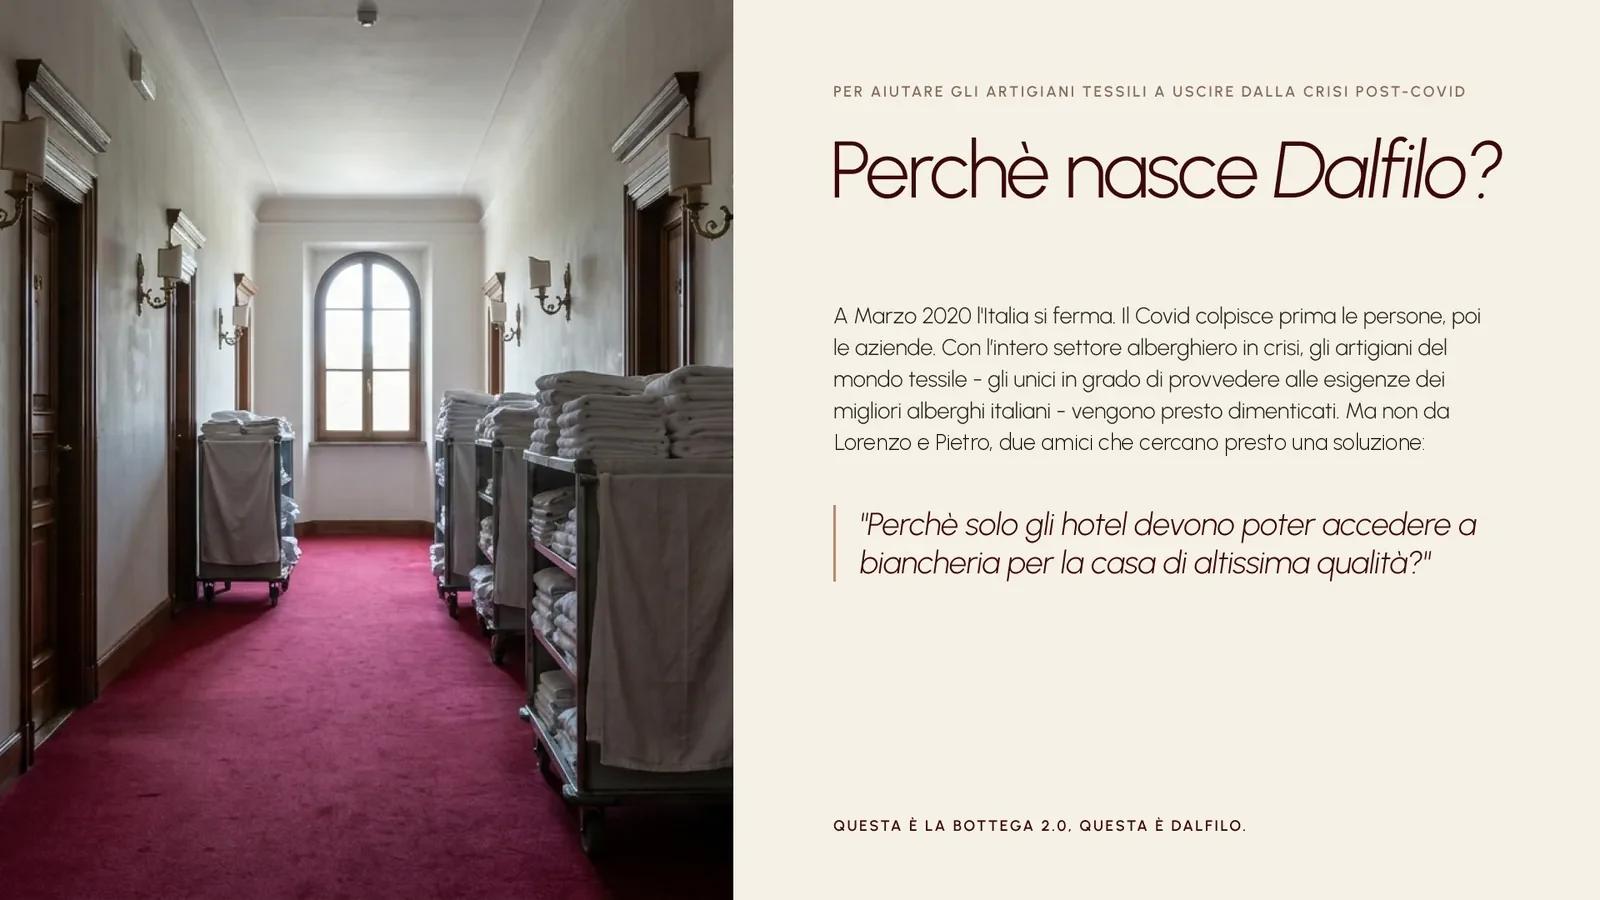 PER AIUTARE GLI ARTIGIANI TESSILI A USCIRE DALLA CRISI POST-COVID
Perchè nasce Dalfilo?
A Marzo 2020 l'Italia si ferma. Il Covid colpisce prima le persone, poi
le aziende. Con l'intero settore alberghiero in crisi, gli artigiani del
mondo tessile - gli unici in grado di provvedere alle esigenze dei
migliori alberghi italiani - vengono presto dimenticati. Ma non da
Lorenzo e Pietro, due amici che cercano presto una soluzione:
"Perchè solo gli hotel devono poter accedere a
biancheria per la casa di altissima qualità?"
QUESTA È LA BOTTEGA 2.0, QUESTA È DALFILO.